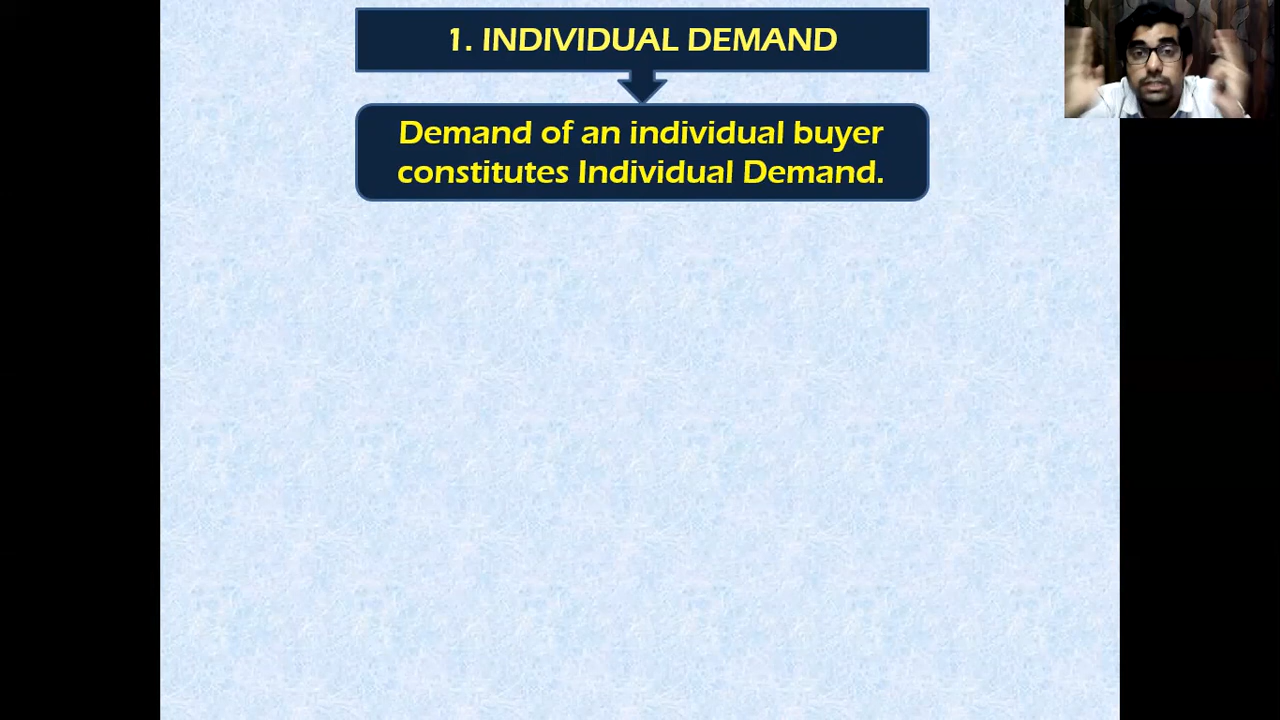 1. INDIVIDUAL DEMAND
Demand of an individual buyer
constitutes Individual Demand.